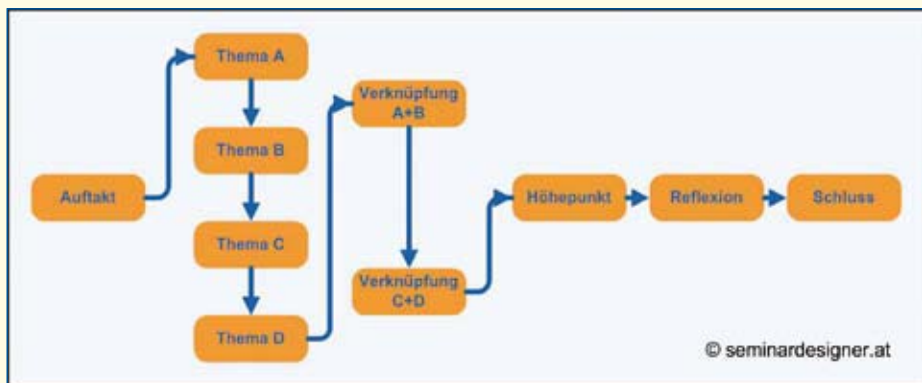 Auftakt
Thema A
Thema B
Thema C
Thema D
Verknüpfung
A+B
Verknüpfung
C+D
Höhepunkt
Reflexion
Schluss
© seminardesigner.at